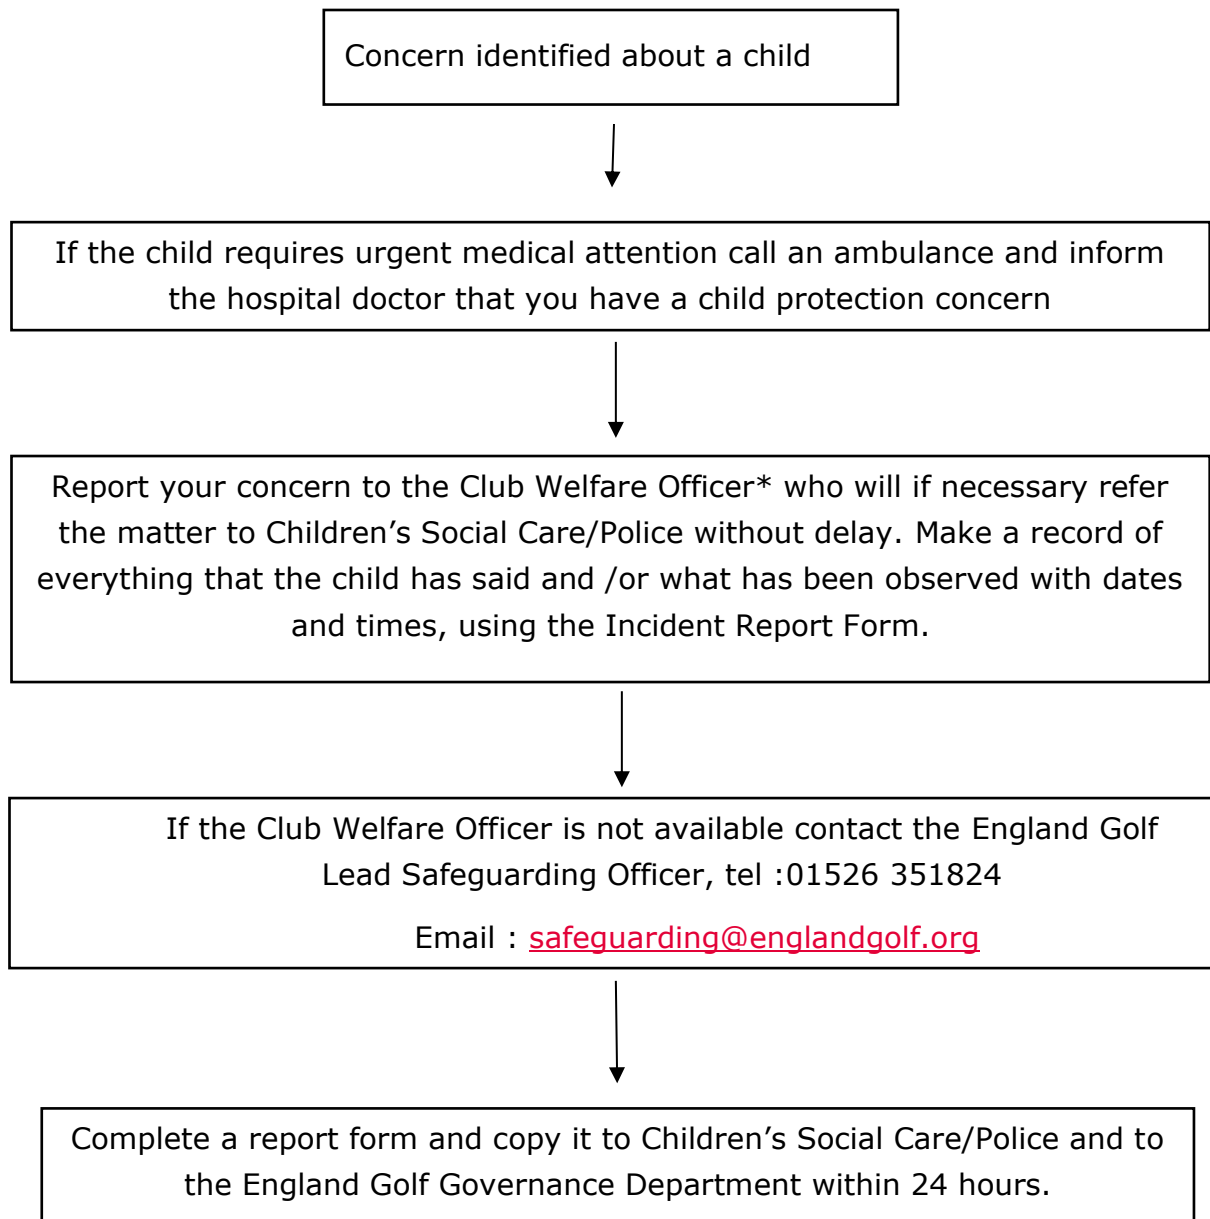 Concern identified about a child
If the child requires urgent medical attention call an ambulance and inform
the hospital doctor that you have a child protection concern
Report your concern to the Club Welfare Officer* who will if necessary refer
the matter to Children’s Social Care/Police without delay. Make a record of
everything that the child has said and /or what has been observed with dates
and times, using the Incident Report Form.
If the Club Welfare Officer is not available contact the England Golf
Lead Safeguarding Officer, tel :01526 351824
Email : safeguarding@englandgolf.org
Complete a report form and copy it to Children’s Social Care/Police and to
the England Golf Governance Department within 24 hours.